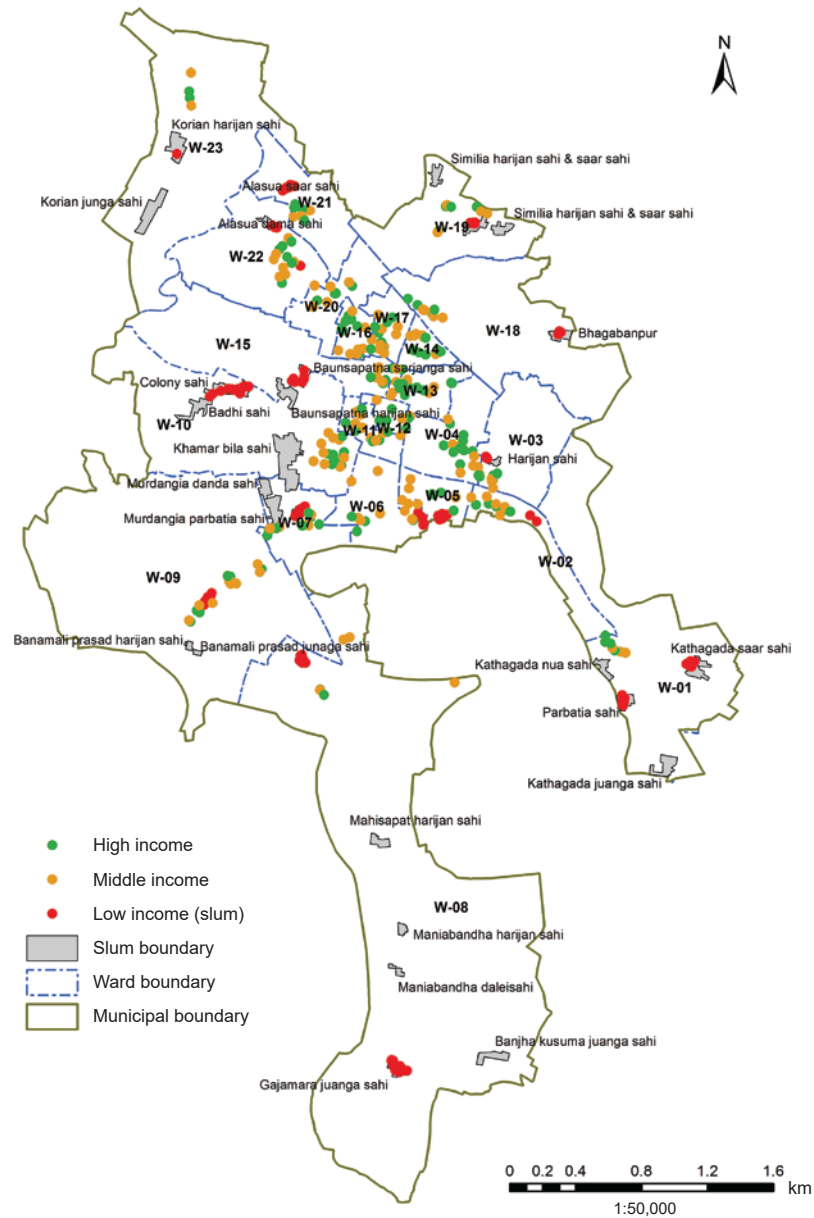 N
Korian harijan sahi
W-23
Similia harijan sahi & saar sahi
Alasua saar sahi
Korian junga sahi
W-21
Similia harijan sahi & saar sahi
Alasua dama sahi
W-19
W-22
W-20
W-17
W-16
W-18
Bhagabanpur
W-15
W-14
Baunsapatna sarjanga sahi
Colony sahi
W-13
Badhi sahi
Baunsapatna harijan sahi
W-10
W-11
W-12
W-04
W-03
Khamar bila sahi
Harijan sahi
Murdangia danda sahi
W-05
W-06
Murdangia parbatia sahi
W-07
W-02
W-09
Banamali prasad harijan sahi
Banamali prasad junaga sahi
Kathagada saar sahi
Kathagada nua sahi
W-01
Parbatia sahi
Kathagada juanga sahi
Mahisapat harijan sahi
High income
Middle income
W-08
Low income (slum)
Maniabandha harijan sahi
Slum boundary
Ward boundary
Maniabandha daleisahi
Municipal boundary
Banjha kusuma juanga sahi
Gajamara juanga sahi
0 0.2 0.4 0.8 1.2 1.6
km
1:50,000